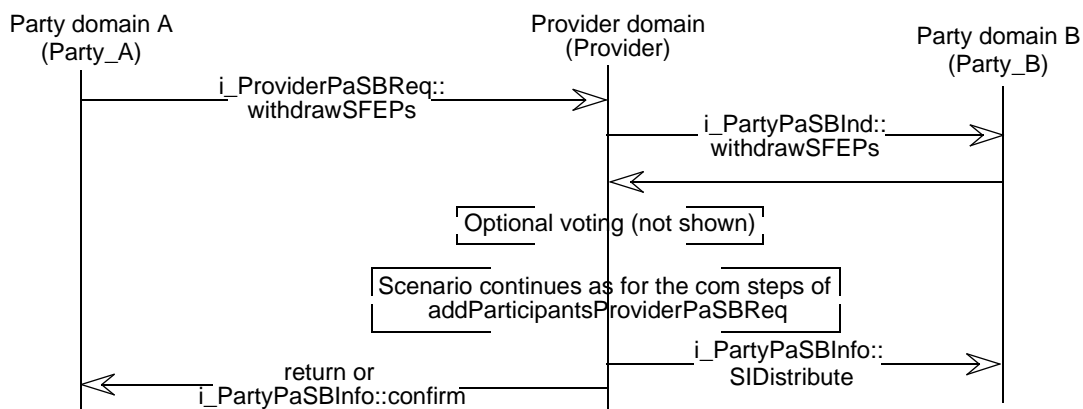 Party domain A
(Party_A)
Provider domain
(Provider)
Party domain B
(Party_B)
i_ProviderPaSBReq::
withdrawSFEPs
i_PartyPaSBInd::
withdrawSFEPs
Optional voting (not shown)
Scenario continues as for the com steps of
addParticipantsProviderPaSBReq
i_PartyPaSBInfo::
SIDistribute
return or
i_PartyPaSBInfo::confirm